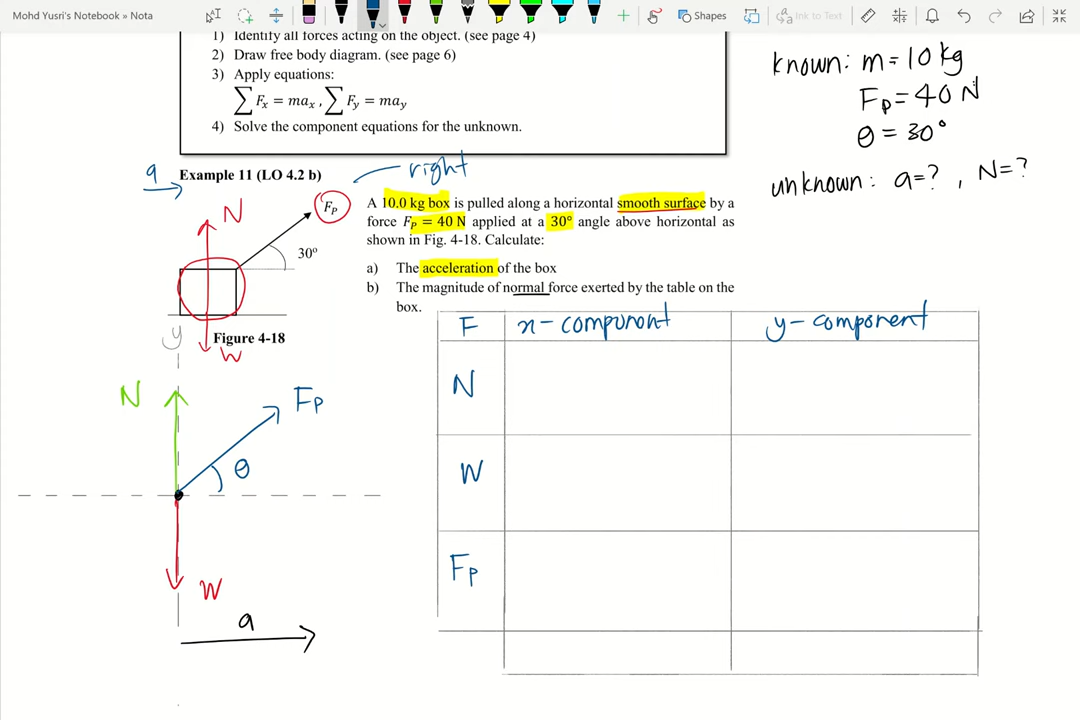 Mohd Yusri's Notebook » Nota
Shapes
Ink to Text
1) Identify all forces acting on the object. (see page 4)
2) Draw free body diagram. (see page 6)
3) Apply equations:
∑ Fx = max , ∑ Fy = may
4) Solve the component equations for the unknown.
known: m = 10 kg
Fp = 40 N
θ = 30°
unknown: a = ? , N = ?
a
Example 11 (LO 4.2 b)
right
N
Fp
30°
W
Figure 4-18
A 10.0 kg box is pulled along a horizontal smooth surface by a
force FP = 40 N applied at a 30° angle above horizontal as
shown in Fig. 4-18. Calculate:
a) The acceleration of the box
b) The magnitude of normal force exerted by the table on the
box.
F x-component y-component
N
W
Fp
y
N
Fp
θ
W
a